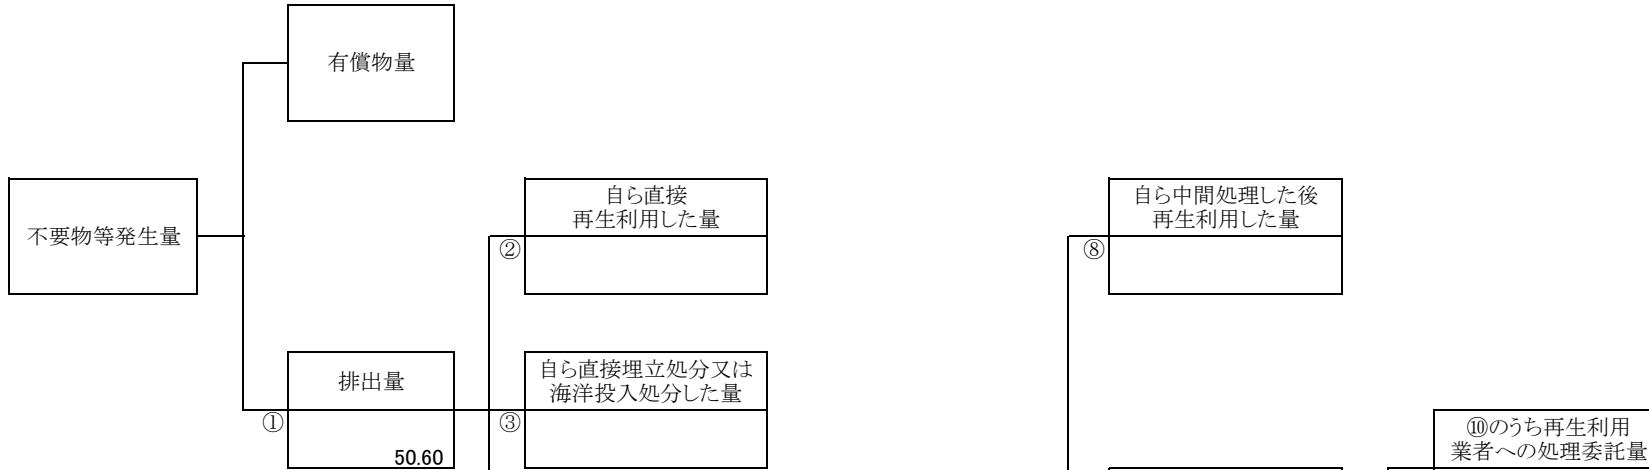 有償物量
不要物等発生量
自ら直接
再生利用した量
②
自ら中間処理した後
再生利用した量
⑧
排出量
①
50.60
自ら直接埋立処分又は
海洋投入処分した量
③
⑩のうち再生利用
業者への処理委託量